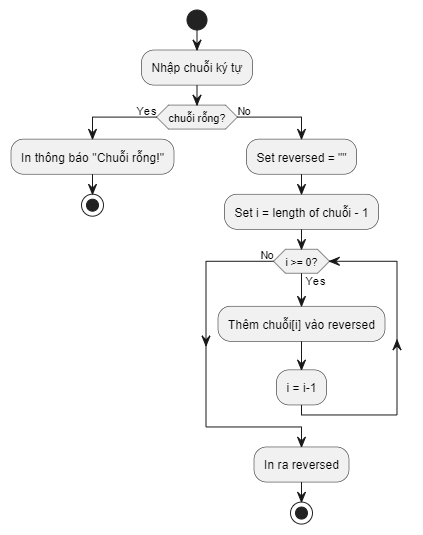 Nhập chuỗi ký tự
Yes
chuỗi rỗng?
No
In thông báo "Chuỗi rỗng!"
Set reversed = ""
Set i = length of chuỗi - 1
No
i >= 0?
Yes
Thêm chuỗi[i] vào reversed
i = i-1
In ra reversed